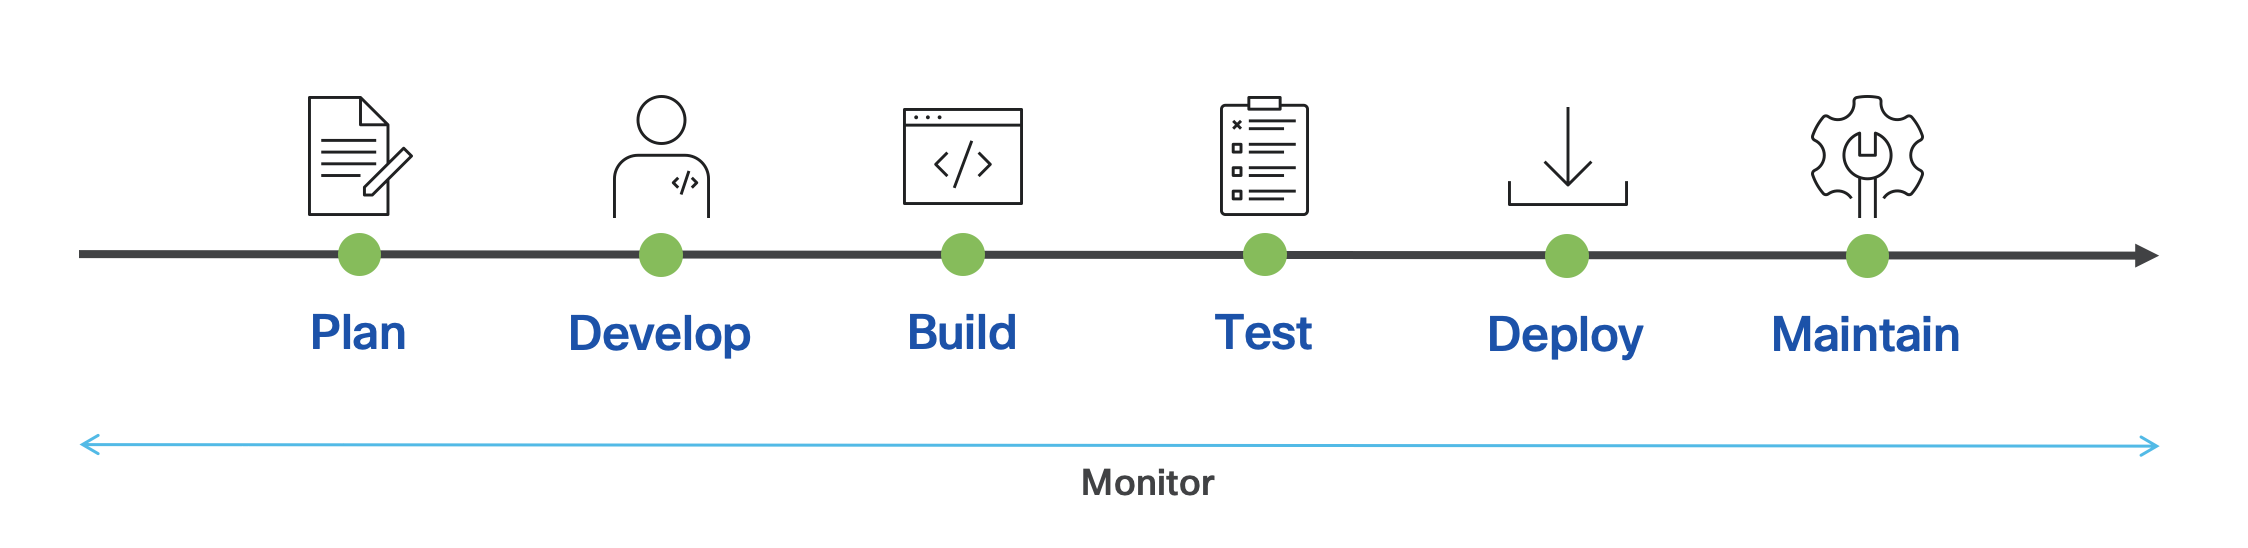 Plan
Develop
Build
Test
Deploy
Maintain
Monitor